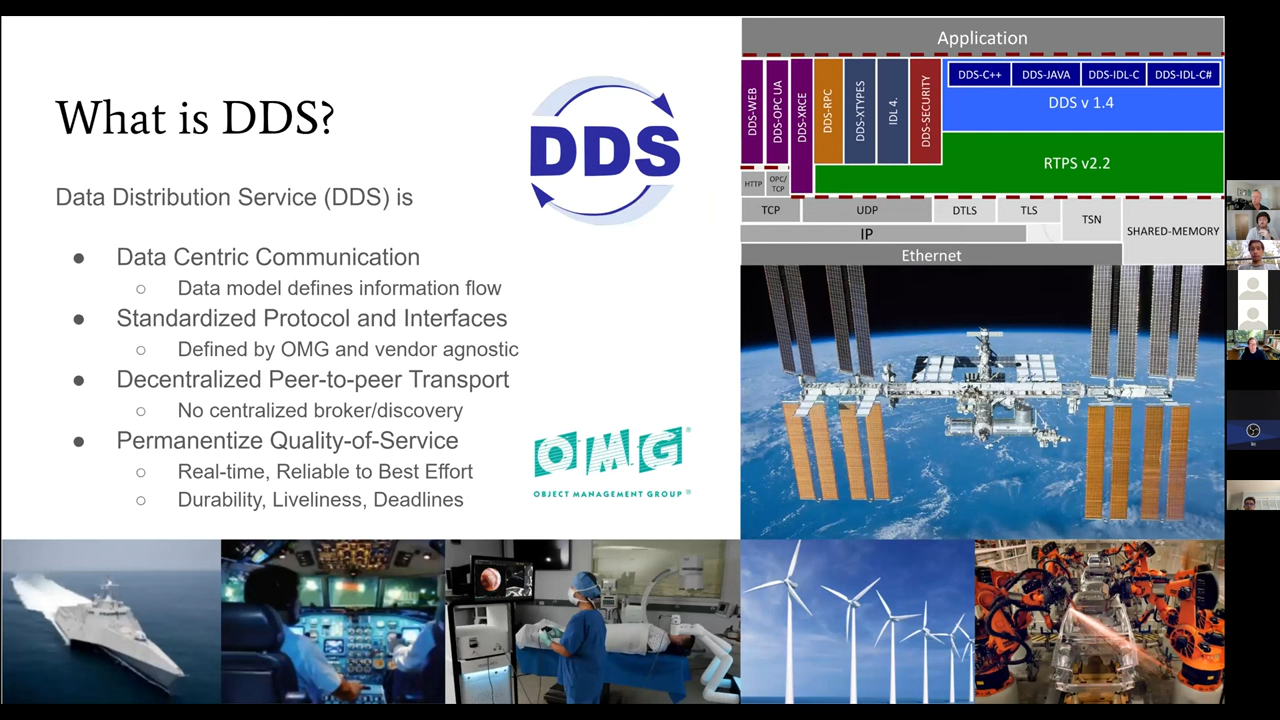 What is DDS?
DDS
Data Distribution Service (DDS) is
● Data Centric Communication
○ Data model defines information flow
● Standardized Protocol and Interfaces
○ Defined by OMG and vendor agnostic
● Decentralized Peer-to-peer Transport
○ No centralized broker/discovery
● Permanentize Quality-of-Service
○ Real-time, Reliable to Best Effort
○ Durability, Liveliness, Deadlines
OMG®
OBJECT MANAGEMENT GROUP®
Application
DDS-WEB
DDS-OPC UA
DDS-XRCE
DDS-RPC
DDS-XTYPES
IDL 4.
DDS-SECURITY
DDS-C++
DDS-JAVA
DDS-IDL-C
DDS-IDL-C#
DDS v 1.4
RTPS v2.2
HTTP
OPC/
TCP
TCP
UDP
DTLS
TLS
TSN
SHARED-MEMORY
IP
Ethernet